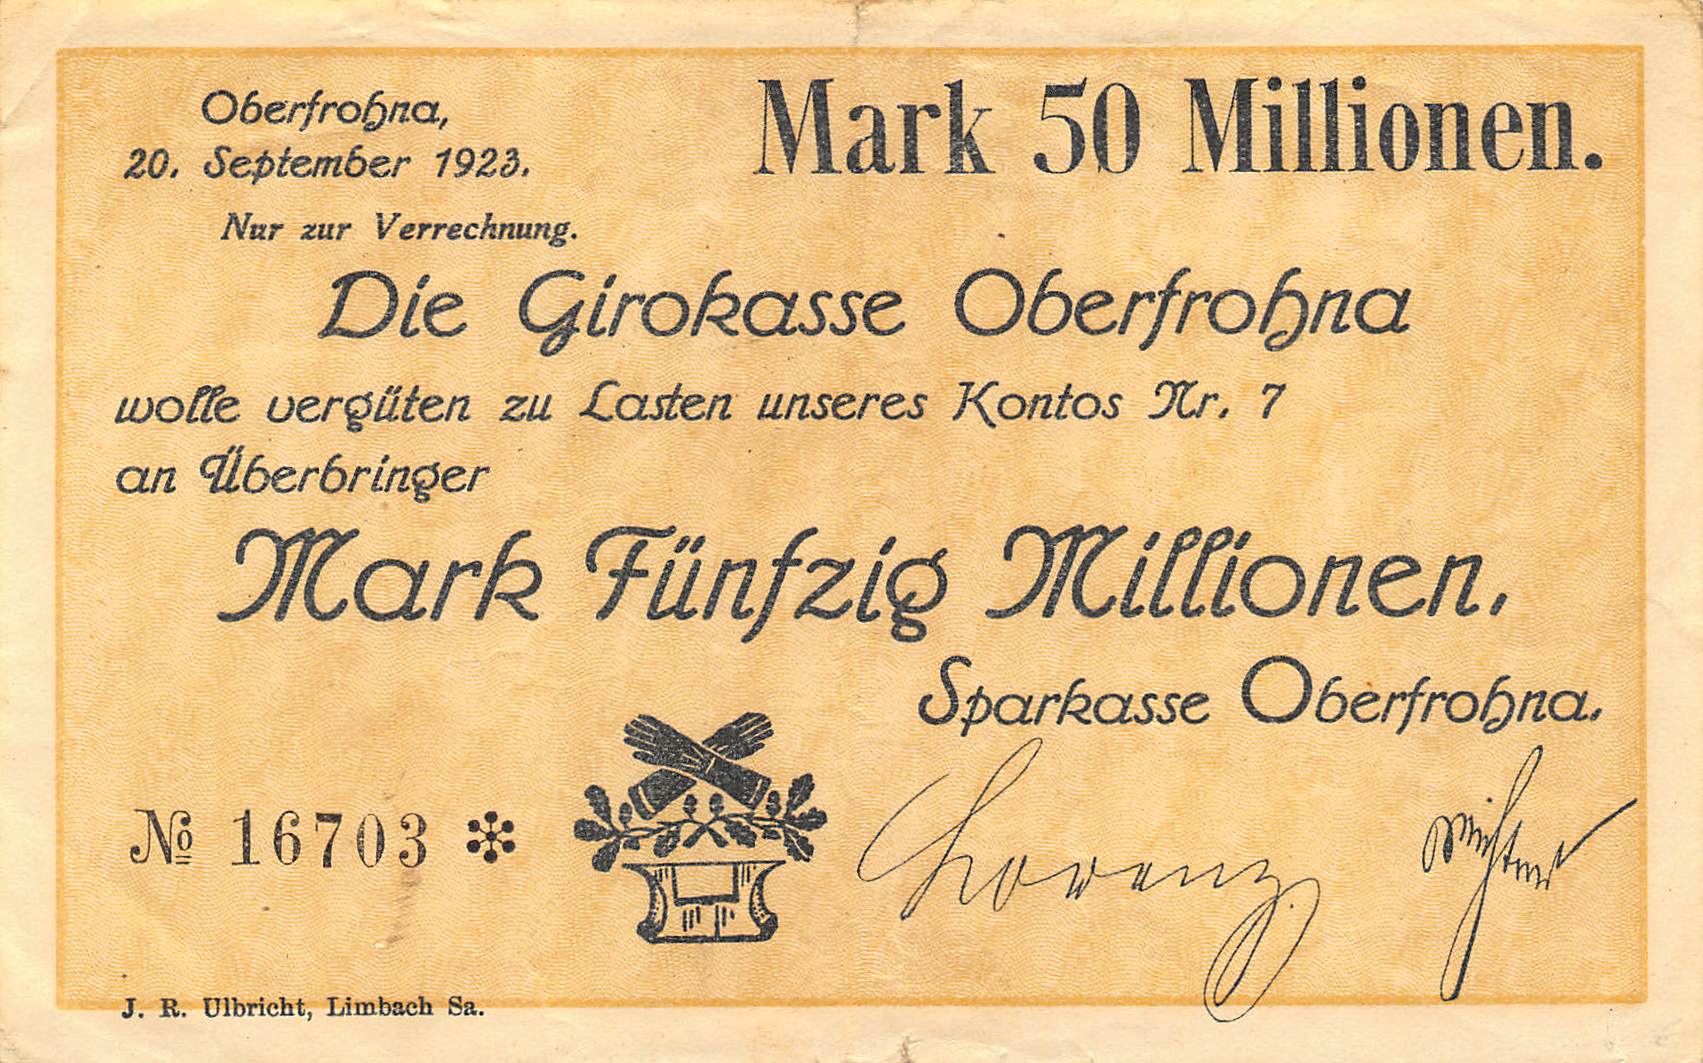 Oberfrohna,
20. September 1923.
Mark 50 Millionen.
Nur zur Verrechnung.
Die Girokasse Oberfrohna
wolle vergüten zu Lasten unseres Kontos Nr. 7
an Überbringer
Mark Fünfzig Millionen.
Sparkasse Oberfrohna.
№ 16703
Lorenz
J. R. Ulbricht, Limbach Sa.